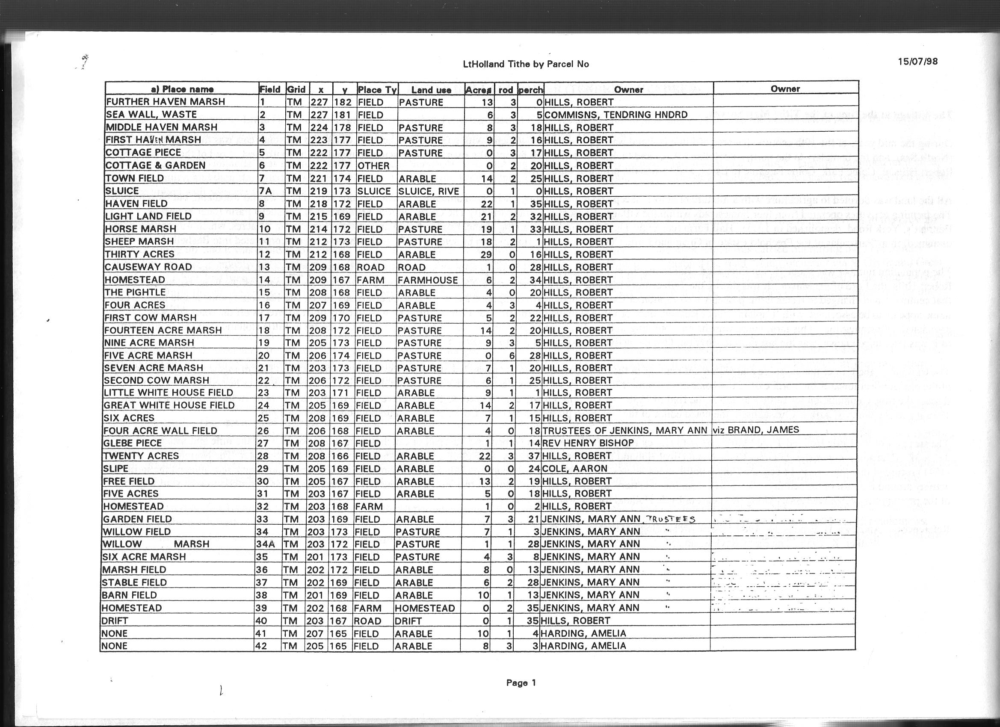 LtHolland Tithe by Parcel No
15/07/98
a) Place name Field Grid x y Place Ty Land use Acres rod perch Owner Owner
FURTHER HAVEN MARSH 1 TM 227 182 FIELD PASTURE 13 3 0 HILLS, ROBERT
SEA WALL, WASTE 2 TM 227 181 FIELD 6 3 5 COMMISNS, TENDRING HNDRD
MIDDLE HAVEN MARSH 3 TM 224 178 FIELD PASTURE 8 3 18 HILLS, ROBERT
FIRST HAVEN MARSH 4 TM 223 177 FIELD PASTURE 9 1 16 HILLS, ROBERT
COTTAGE PIECE 5 TM 222 177 FIELD PASTURE 0 3 17 HILLS, ROBERT
COTTAGE & GARDEN 6 TM 222 177 OTHER 0 2 20 HILLS, ROBERT
TOWN FIELD 7 TM 221 174 FIELD ARABLE 14 2 25 HILLS, ROBERT
SLUICE 7A TM 219 173 SLUICE SLUICE, RIVE 0 1 0 HILLS, ROBERT
HAVEN FIELD 8 TM 218 172 FIELD ARABLE 22 1 35 HILLS, ROBERT
LIGHT LAND FIELD 9 TM 215 169 FIELD ARABLE 21 2 32 HILLS, ROBERT
HORSE MARSH 10 TM 214 172 FIELD PASTURE 19 1 33 HILLS, ROBERT
SHEEP MARSH 11 TM 212 173 FIELD PASTURE 18 2 1 HILLS, ROBERT
THIRTY ACRES 12 TM 212 168 FIELD ARABLE 29 0 16 HILLS, ROBERT
CAUSEWAY ROAD 13 TM 209 168 ROAD ROAD 1 0 28 HILLS, ROBERT
HOMESTEAD 14 TM 209 167 FARM FARMHOUSE 6 2 34 HILLS, ROBERT
THE PIGHTLE 15 TM 208 168 FIELD ARABLE 4 0 20 HILLS, ROBERT
FOUR ACRES 16 TM 207 169 FIELD ARABLE 4 3 4 HILLS, ROBERT
FIRST COW MARSH 17 TM 209 170 FIELD PASTURE 5 2 22 HILLS, ROBERT
FOURTEEN ACRE MARSH 18 TM 208 172 FIELD PASTURE 14 2 20 HILLS, ROBERT
NINE ACRE MARSH 19 TM 205 173 FIELD PASTURE 9 3 5 HILLS, ROBERT
FIVE ACRE MARSH 20 TM 206 174 FIELD PASTURE 0 6 28 HILLS, ROBERT
SEVEN ACRE MARSH 21 TM 203 173 FIELD PASTURE 7 1 20 HILLS, ROBERT
SECOND COW MARSH 22 TM 206 172 FIELD PASTURE 6 1 25 HILLS, ROBERT
LITTLE WHITE HOUSE FIELD 23 TM 203 171 FIELD ARABLE 9 1 1 HILLS, ROBERT
GREAT WHITE HOUSE FIELD 24 TM 205 169 FIELD ARABLE 14 2 17 HILLS, ROBERT
SIX ACRES 25 TM 208 169 FIELD ARABLE 7 1 15 HILLS, ROBERT
FOUR ACRE WALL FIELD 26 TM 206 168 FIELD ARABLE 4 0 18 TRUSTEES OF JENKINS, MARY ANN viz BRAND, JAMES
GLEBE PIECE 27 TM 208 167 FIELD 1 1 14 REV HENRY BISHOP
TWENTY ACRES 28 TM 208 166 FIELD ARABLE 22 3 37 HILLS, ROBERT
SLIPE 29 TM 205 169 FIELD ARABLE 0 0 24 COLE, AARON
FREE FIELD 30 TM 205 167 FIELD ARABLE 13 2 19 HILLS, ROBERT
FIVE ACRES 31 TM 203 167 FIELD ARABLE 5 0 18 HILLS, ROBERT
HOMESTEAD 32 TM 203 168 FARM 1 0 2 HILLS, ROBERT
GARDEN FIELD 33 TM 203 169 FIELD ARABLE 7 3 21 JENKINS, MARY ANN TRUSTEES
WILLOW FIELD 34 TM 203 173 FIELD PASTURE 7 1 3 JENKINS, MARY ANN "
WILLOW MARSH 34A TM 203 172 FIELD PASTURE 1 1 28 JENKINS, MARY ANN "
SIX ACRE MARSH 35 TM 201 173 FIELD PASTURE 4 3 8 JENKINS, MARY ANN "
MARSH FIELD 36 TM 202 172 FIELD ARABLE 8 0 13 JENKINS, MARY ANN "
STABLE FIELD 37 TM 202 169 FIELD ARABLE 6 2 28 JENKINS, MARY ANN "
BARN FIELD 38 TM 201 169 FIELD ARABLE 10 1 13 JENKINS, MARY ANN "
HOMESTEAD 39 TM 202 168 FARM HOMESTEAD 0 2 35 JENKINS, MARY ANN "
DRIFT 40 TM 203 167 ROAD DRIFT 0 1 35 HILLS, ROBERT
NONE 41 TM 207 165 FIELD ARABLE 10 1 4 HARDING, AMELIA
NONE 42 TM 205 165 FIELD ARABLE 8 3 3 HARDING, AMELIA
Page 1